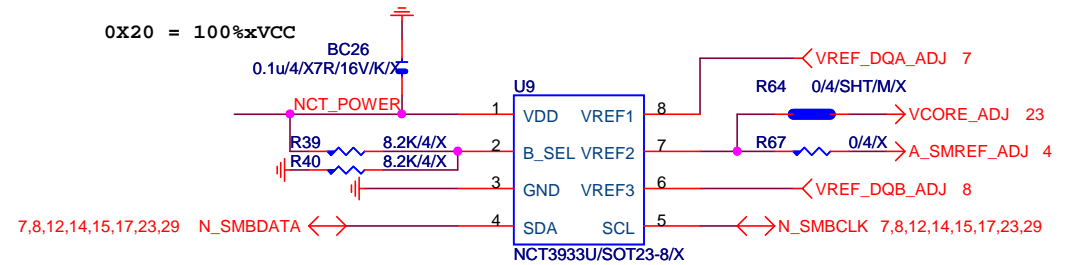 0X20 = 100%xVCC
BC26
0.1u/4/X7R/16V/K/X
NCT_POWER
R39 8.2K/4/X
R40 8.2K/4/X
U9
1 VDD VREF1 8
2 B_SEL VREF2 7
3 GND VREF3 6
4 SDA SCL 5
NCT3933U/SOT23-8/X
VREF_DQA_ADJ 7
R64 0/4/SHT/M/X
VCORE_ADJ 23
R67 0/4/X
A_SMREF_ADJ 4
VREF_DQB_ADJ 8
7,8,12,14,15,17,23,29 N_SMBDATA
N_SMBCLK 7,8,12,14,15,17,23,29